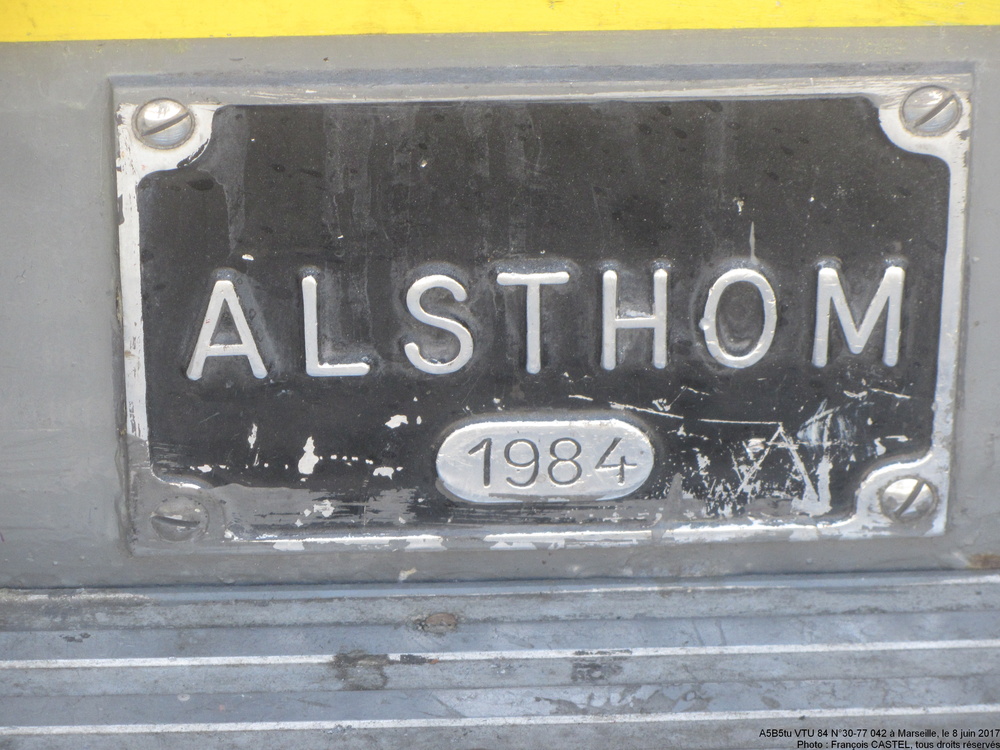 ALSTHOM
1984
A5B5tu VTU 84 N°30-77 042 à Marseille, le 8 juin 2017
Photo : François CASTEL, tous droits réservés